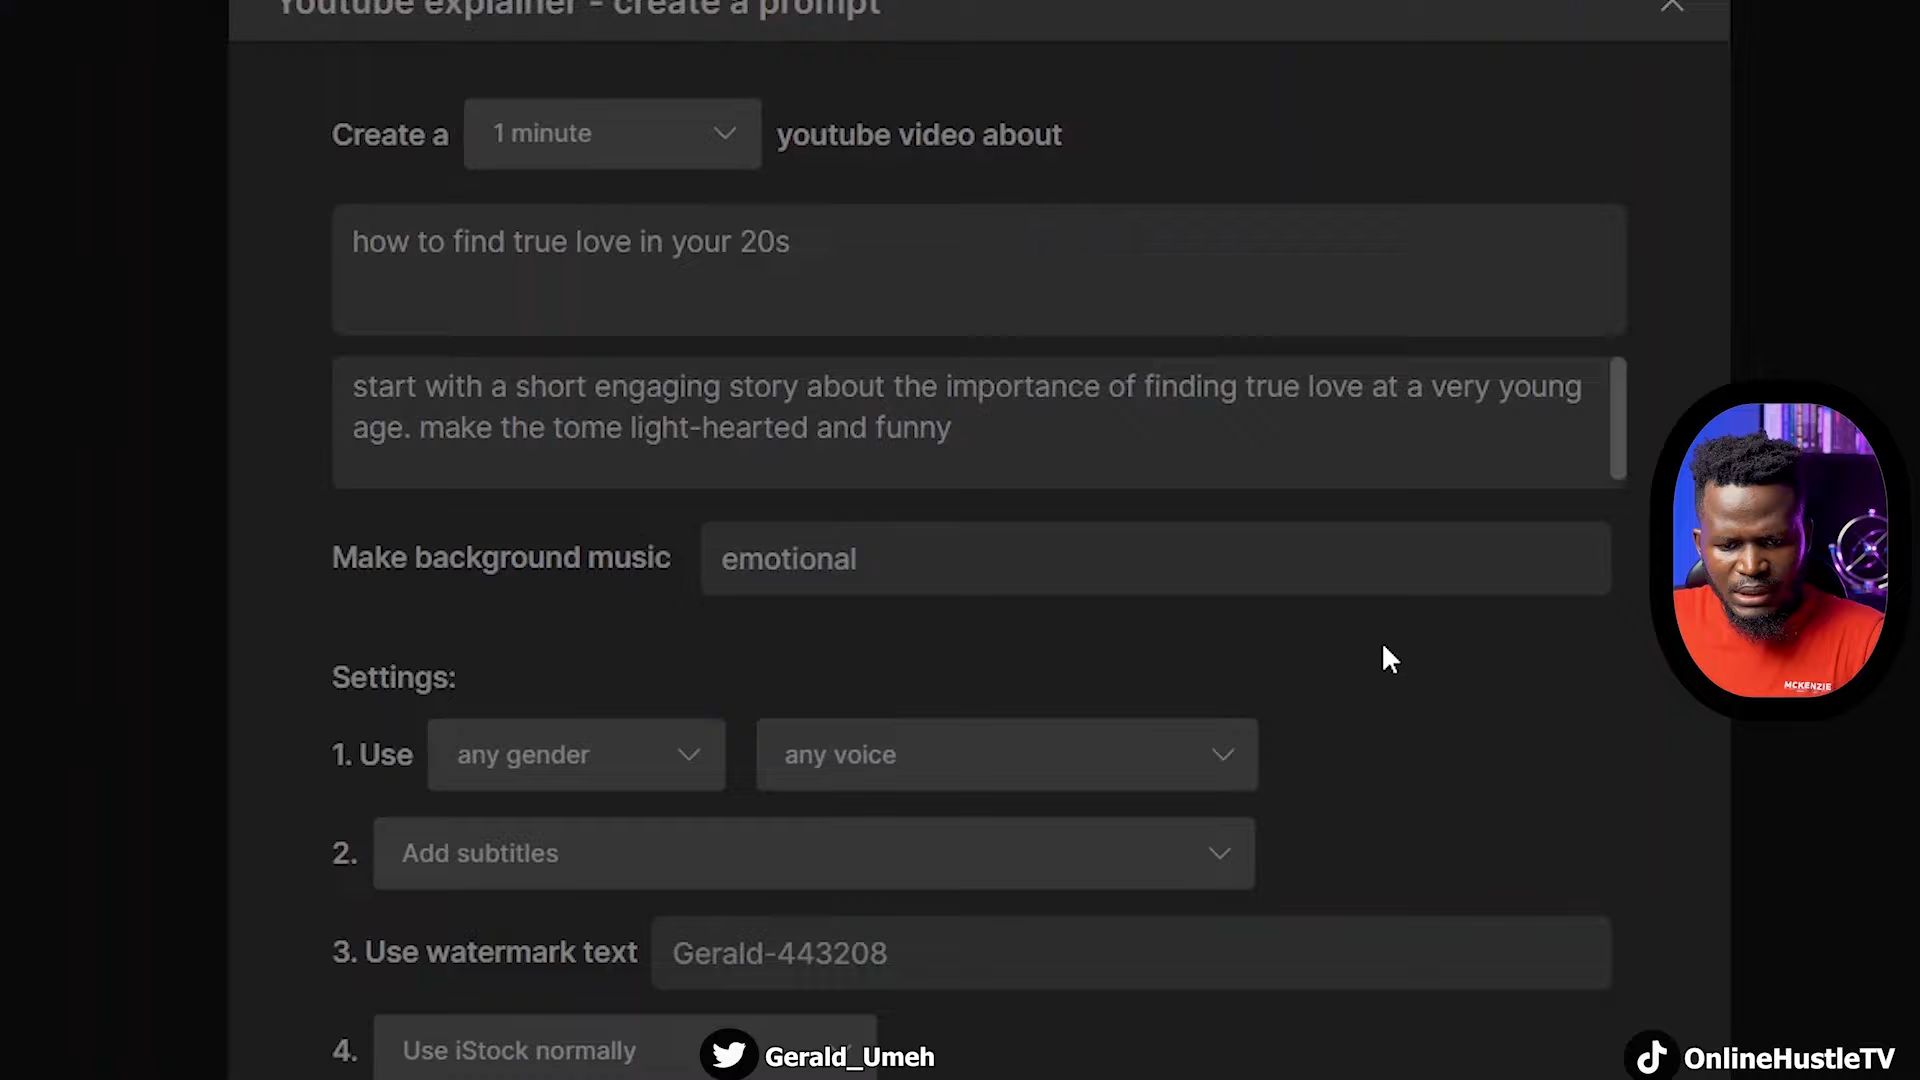 Youtube explainer - create a prompt
Create a 1 minute youtube video about
how to find true love in your 20s
start with a short engaging story about the importance of finding true love at a very young
age. make the tome light-hearted and funny
Make background music emotional
Settings:
1. Use any gender any voice
2. Add subtitles
3. Use watermark text Gerald-443208
4. Use iStock normally
MCKENZIE
Gerald_Umeh
OnlineHustleTV